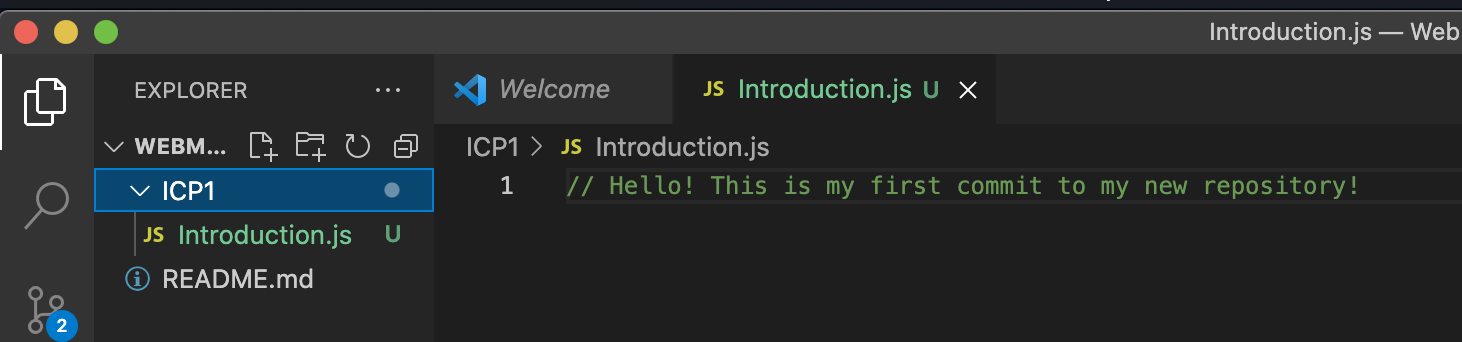 Introduction.js — Web
EXPLORER ···
Welcome
JS Introduction.js U
WEBM...
ICP1 > JS Introduction.js
ICP1
1 // Hello! This is my first commit to my new repository!
JS Introduction.js U
README.md
2